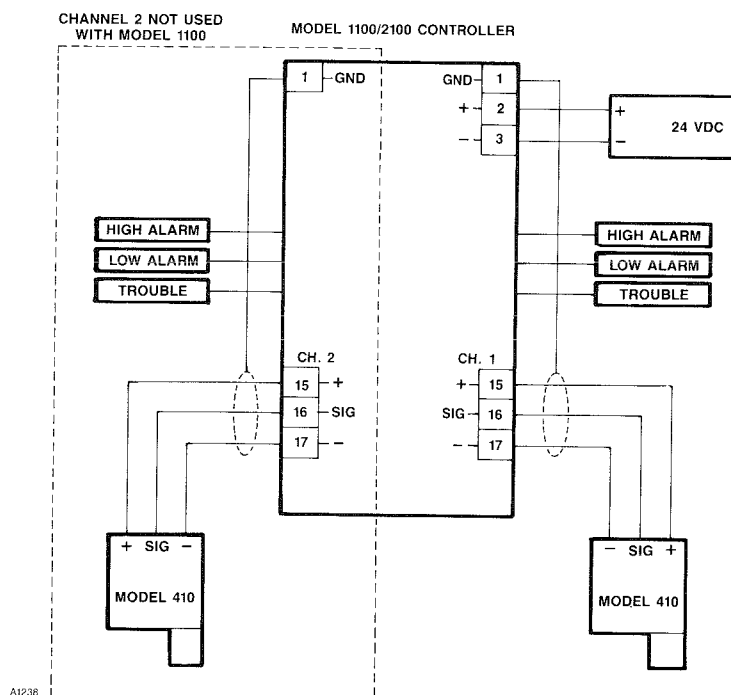 CHANNEL 2 NOT USED
WITH MODEL 1100
MODEL 1100/2100 CONTROLLER
1 GND
GND 1
+ 2
- 3
+
-
24 VDC
HIGH ALARM
LOW ALARM
TROUBLE
HIGH ALARM
LOW ALARM
TROUBLE
CH. 2
15 +
16 SIG
17 -
CH. 1
+ 15
SIG 16
- 17
+ SIG -
MODEL 410
- SIG +
MODEL 410
A1236